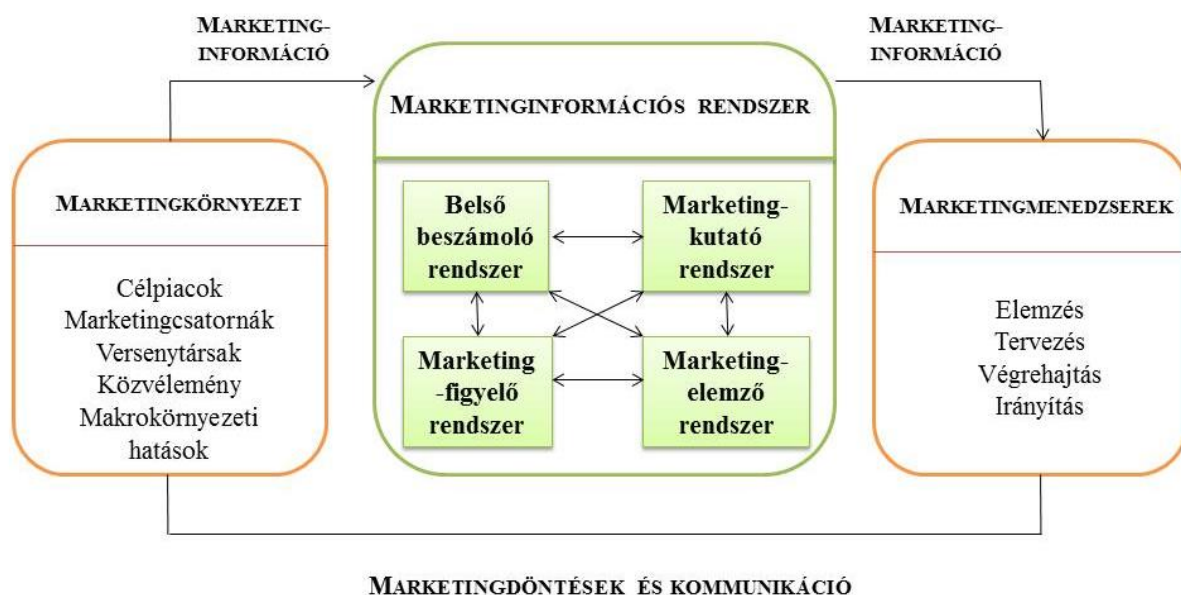 MARKETING-
INFORMÁCIÓ
MARKETING-
INFORMÁCIÓ
MARKETINGINFORMÁCIÓS RENDSZER
MARKETINGKÖRNYEZET
Célpiacok
Marketingcsatornák
Versenytársak
Közvélemény
Makrokörnyezeti
hatások
Belső
beszámoló
rendszer
Marketing-
kutató
rendszer
Marketing
-figyelő
rendszer
Marketing-
elemző
rendszer
MARKETINGMENEDZSEREK
Elemzés
Tervezés
Végrehajtás
Irányítás
MARKETINGDÖNTÉSEK ÉS KOMMUNIKÁCIÓ